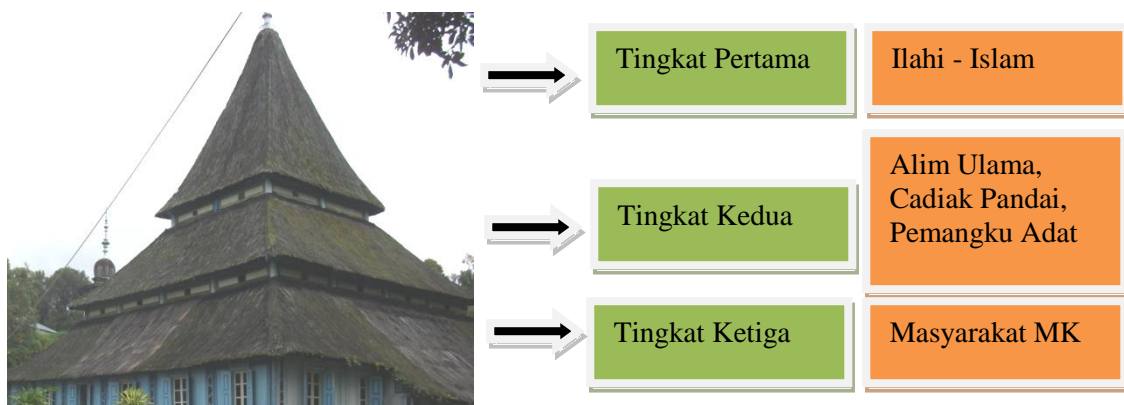 Tingkat Pertama
Ilahi - Islam
Tingkat Kedua
Alim Ulama,
Cadiak Pandai,
Pemangku Adat
Tingkat Ketiga
Masyarakat MK